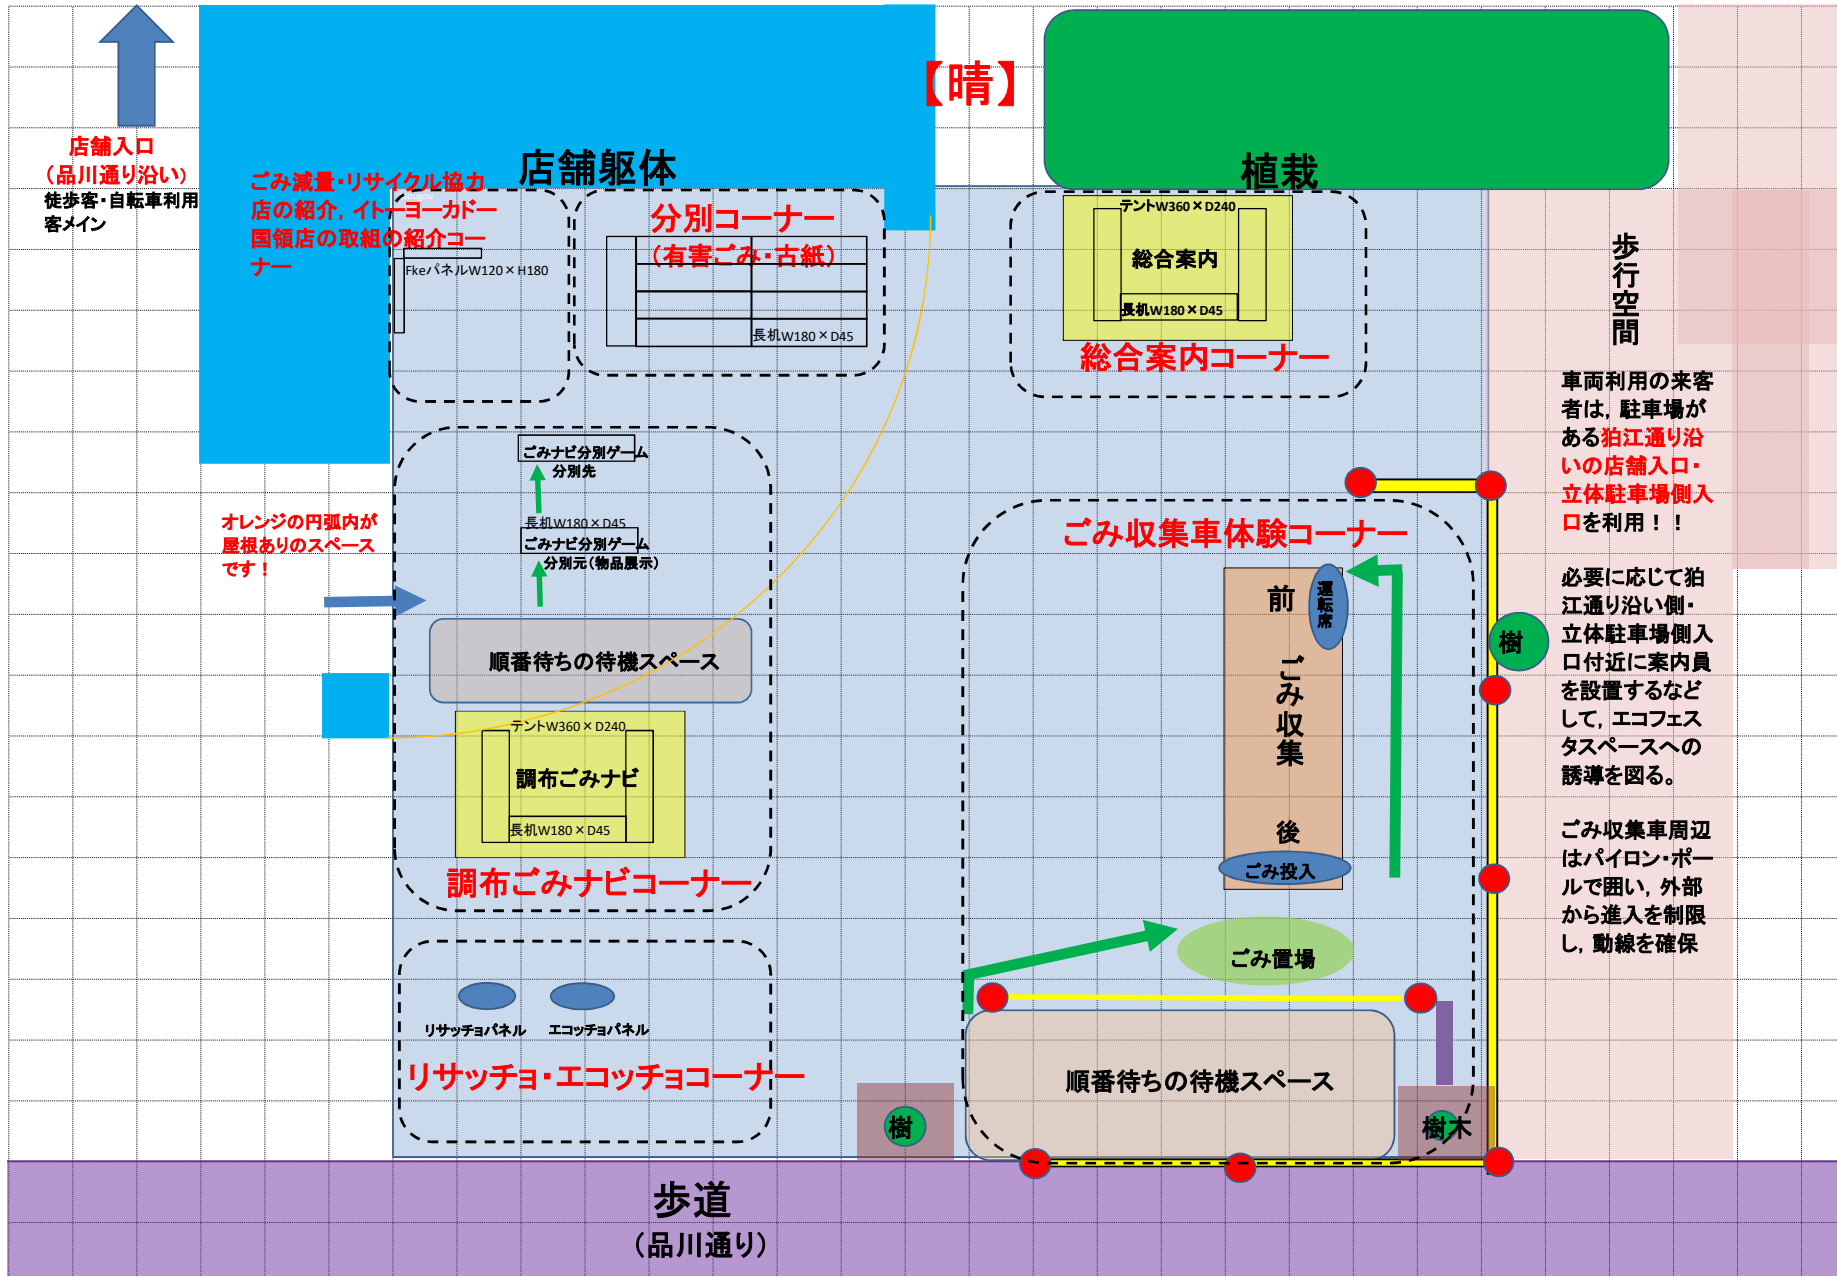 【晴】
店舗入口
（品川通り沿い）
徒歩客・自転車利用
客メイン
店舗躯体
植栽
ごみ減量・リサイクル協力
店の紹介，イトーヨーカドー
国領店の取組の紹介コー
ナー
Fkeパネル W120×H180
分別コーナー
（有害ごみ・古紙）
長机W180×D45
テントW360×D240
総合案内
長机W180×D45
総合案内コーナー
歩行空間
車両利用の来客
者は，駐車場が
ある狛江通り沿
いの店舗入口・
立体駐車場側入
口を利用！！
必要に応じて狛
江通り沿い側・
立体駐車場側入
口付近に案内員
を設置するなど
して，エコフェス
タスペースへの
誘導を図る。
ごみ収集車周辺
はパイロン・ポー
ルで囲い，外部
から進入を制限
し，動線を確保
オレンジの円弧内が
屋根ありのスペース
です！
ごみナビ分別ゲーム
分別先
長机W180×D45
ごみナビ分別ゲーム
分別元（物品展示）
順番待ちの待機スペース
テントW360×D240
調布ごみナビ
長机W180×D45
調布ごみナビコーナー
ごみ収集車体験コーナー
前
運転席
ごみ収集
後
ごみ投入
ごみ置場
樹
リサッチョパネル
エコッチョパネル
リサッチョ・エコッチョコーナー
順番待ちの待機スペース
樹
樹木
歩道
（品川通り）